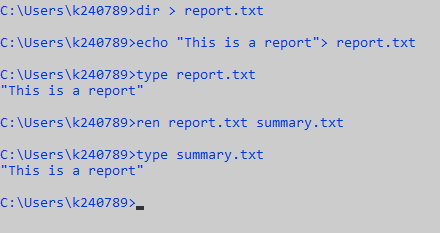 C:\Users\k240789>dir > report.txt
C:\Users\k240789>echo "This is a report"> report.txt
C:\Users\k240789>type report.txt
"This is a report"
C:\Users\k240789>ren report.txt summary.txt
C:\Users\k240789>type summary.txt
"This is a report"
C:\Users\k240789>